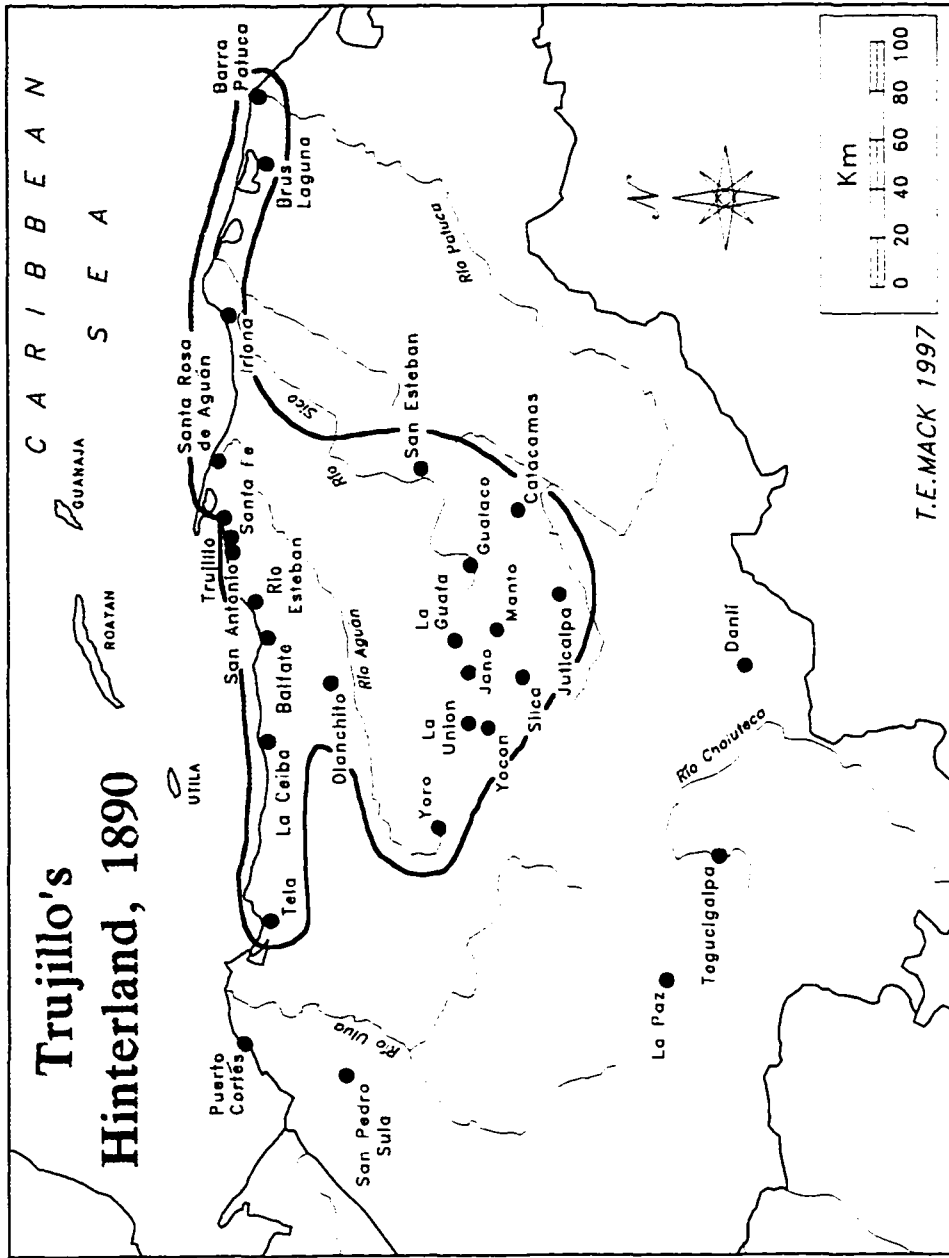 Trujillo's
Hinterland, 1890
CARIBBEAN
SEA
UTILA
ROATAN
GUANAJA
Puerto
Cortés
San Pedro
Sula
Río Ulua
Tela
La Ceiba
Balfate
Río
Esteban
San Antonio
Trujillo
Santa Fe
Santa Rosa
de Aguán
Iriona
Brus
Laguna
Barra
Patuca
Olanchito
Río Aguán
Río Sico
Río Patuca
Yoro
La
Union
Yocon
Jano
La
Guata
Manto
Silca
Gualaco
San Esteban
Catacamas
Juticalpa
Danlí
Río Choluteca
Tegucigalpa
La Paz
N
Km
0 20 40 60 80 100
T.E.MACK 1997